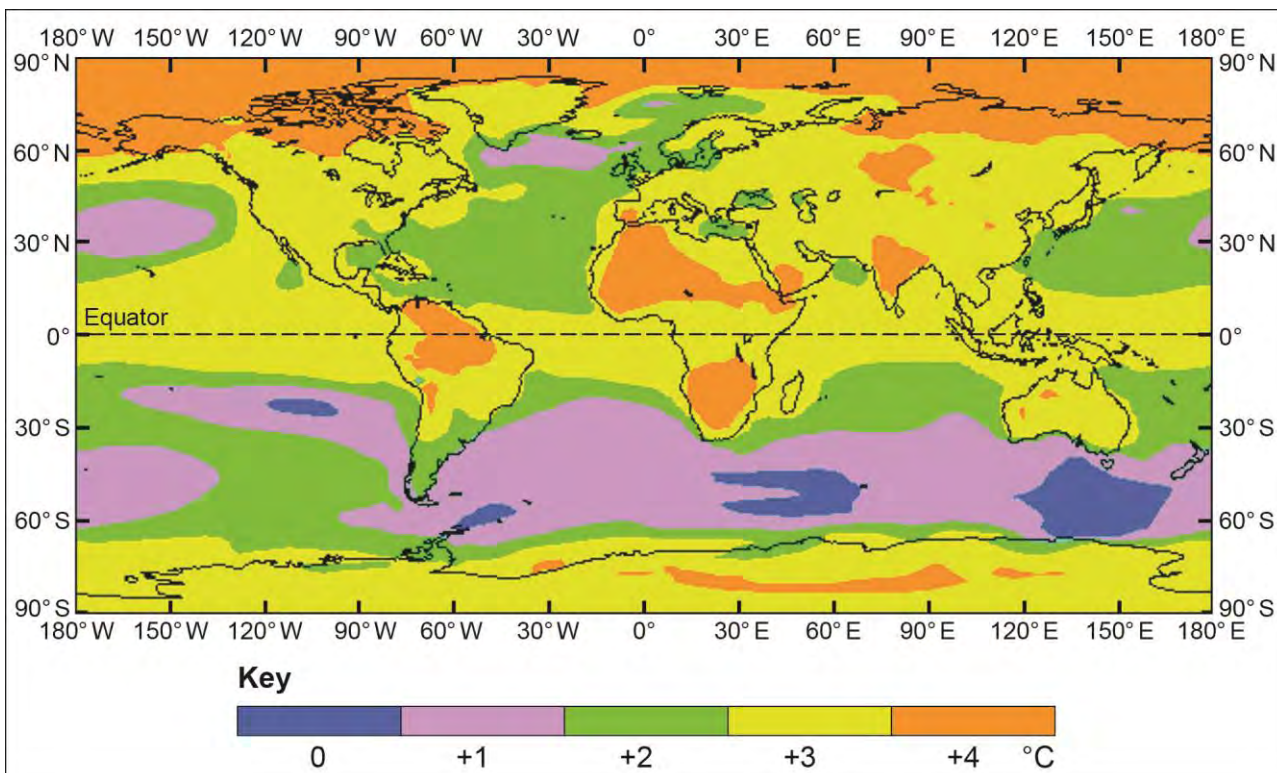 180° W 150° W 120° W 90° W 60° W 30° W 0° 30° E 60° E 90° E 120° E 150° E 180° E
90° N 90° N
60° N 60° N
30° N 30° N
Equator
0° 0°
30° S 30° S
60° S 60° S
90° S 90° S
180° W 150° W 120° W 90° W 60° W 30° W 0° 30° E 60° E 90° E 120° E 150° E 180° E
Key
0 +1 +2 +3 +4 °C